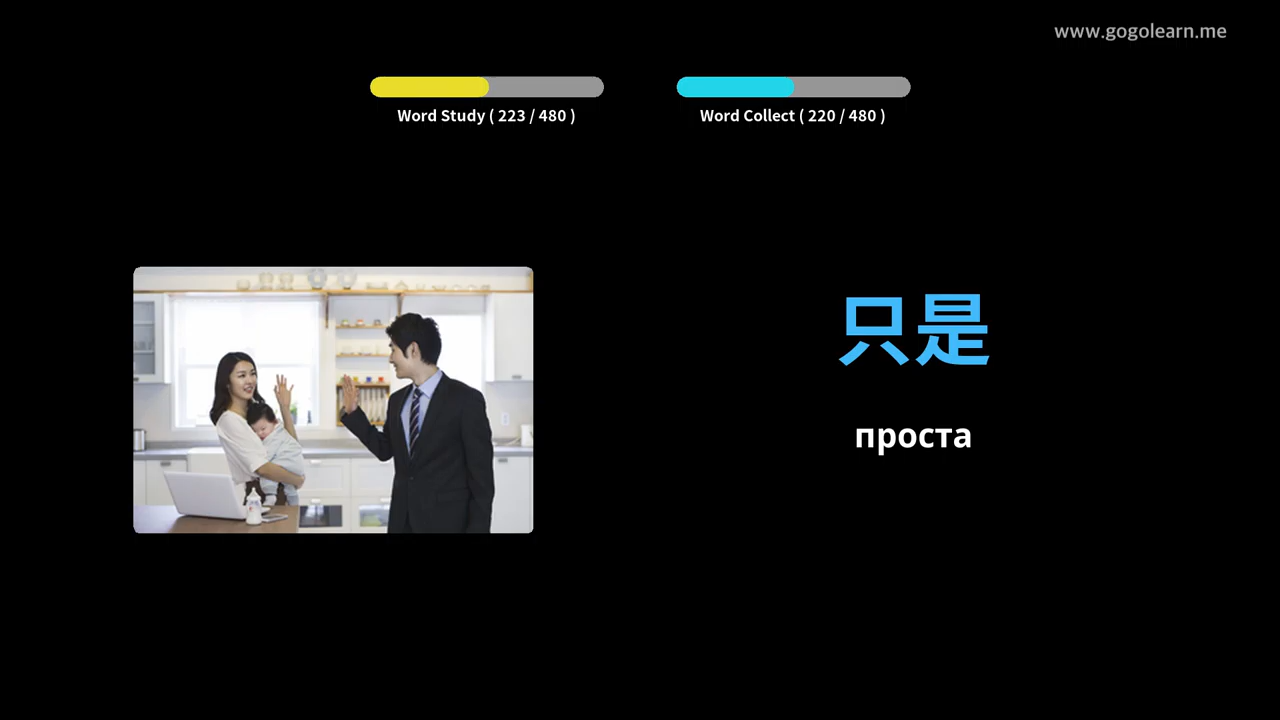 www.gogolearn.me
Word Study ( 223 / 480 )
Word Collect ( 220 / 480 )
只是
проста